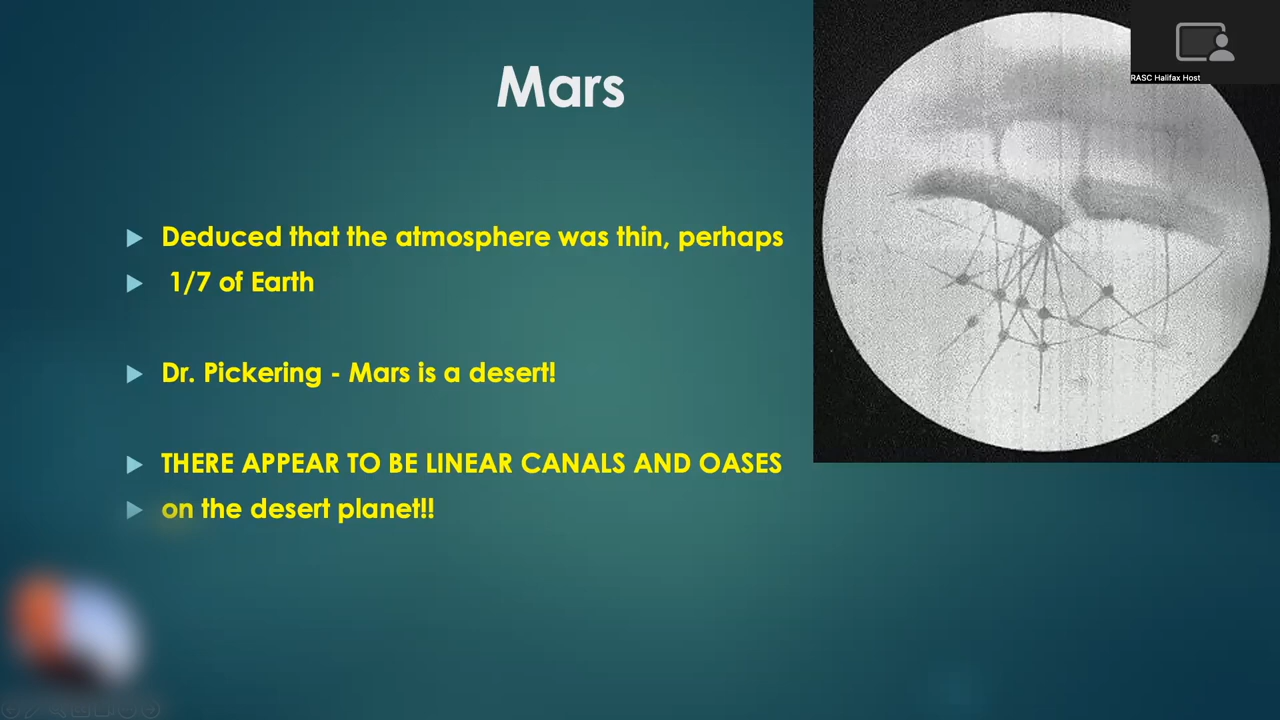 RASC Halifax Host
Mars
Deduced that the atmosphere was thin, perhaps
1/7 of Earth
Dr. Pickering - Mars is a desert!
THERE APPEAR TO BE LINEAR CANALS AND OASES
on the desert planet!!